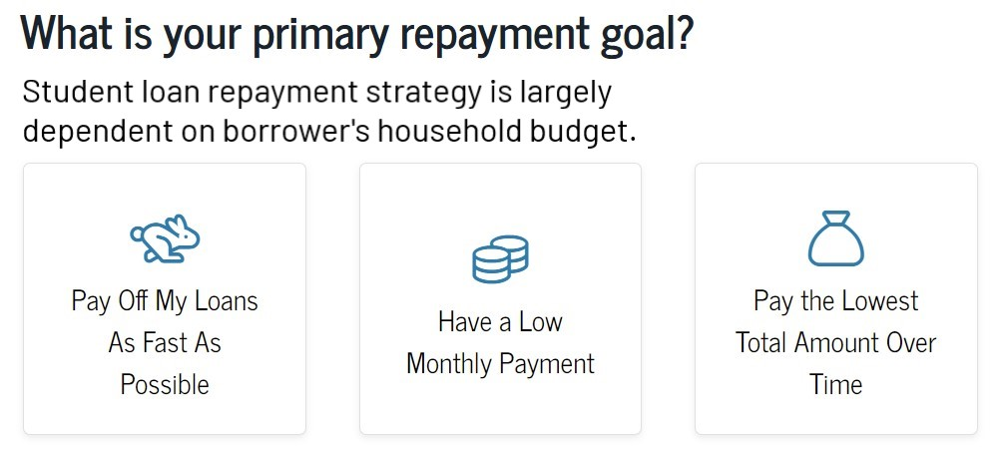 What is your primary repayment goal?
Student loan repayment strategy is largely
dependent on borrower's household budget.
Pay Off My Loans
As Fast As
Possible
Have a Low
Monthly Payment
Pay the Lowest
Total Amount Over
Time